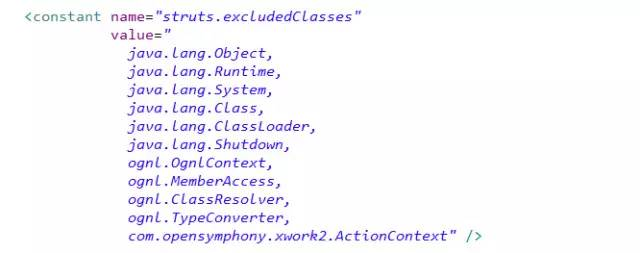 <constant name="struts.excludedClasses"
value="
java.lang.Object,
java.lang.Runtime,
java.lang.System,
java.lang.Class,
java.lang.ClassLoader,
java.lang.Shutdown,
ognl.OgnlContext,
ognl.MemberAccess,
ognl.ClassResolver,
ognl.TypeConverter,
com.opensymphony.xwork2.ActionContext" />